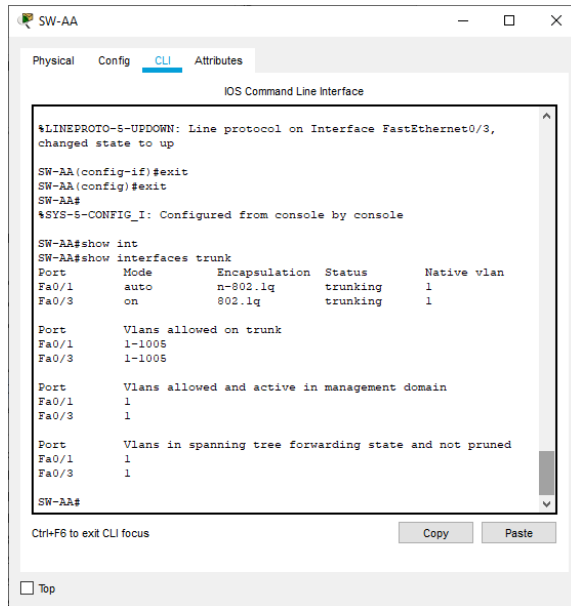 SW-AA
Physical Config CLI Attributes
IOS Command Line Interface
%LINEPROTO-5-UPDOWN: Line protocol on Interface FastEthernet0/3,
changed state to up
SW-AA(config-if)#exit
SW-AA(config)#exit
SW-AA#
%SYS-5-CONFIG_I: Configured from console by console
SW-AA#show int
SW-AA#show interfaces trunk
Port Mode Encapsulation Status Native vlan
Fa0/1 auto n-802.1q trunking 1
Fa0/3 on 802.1q trunking 1
Port Vlans allowed on trunk
Fa0/1 1-1005
Fa0/3 1-1005
Port Vlans allowed and active in management domain
Fa0/1 1
Fa0/3 1
Port Vlans in spanning tree forwarding state and not pruned
Fa0/1 1
Fa0/3 1
SW-AA#
Ctrl+F6 to exit CLI focus Copy Paste
Top